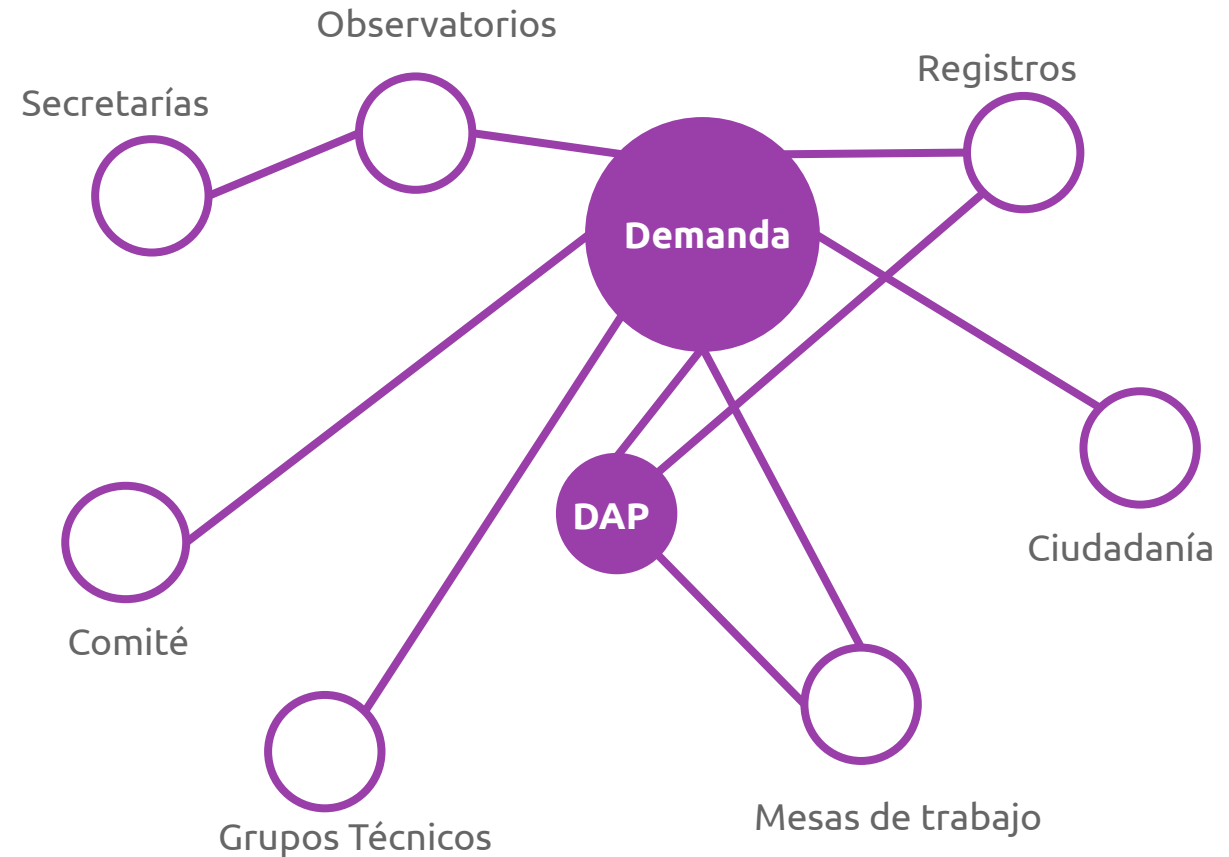 Observatorios
Registros
Secretarías
Demanda
DAP
Ciudadanía
Comité
Mesas de trabajo
Grupos Técnicos